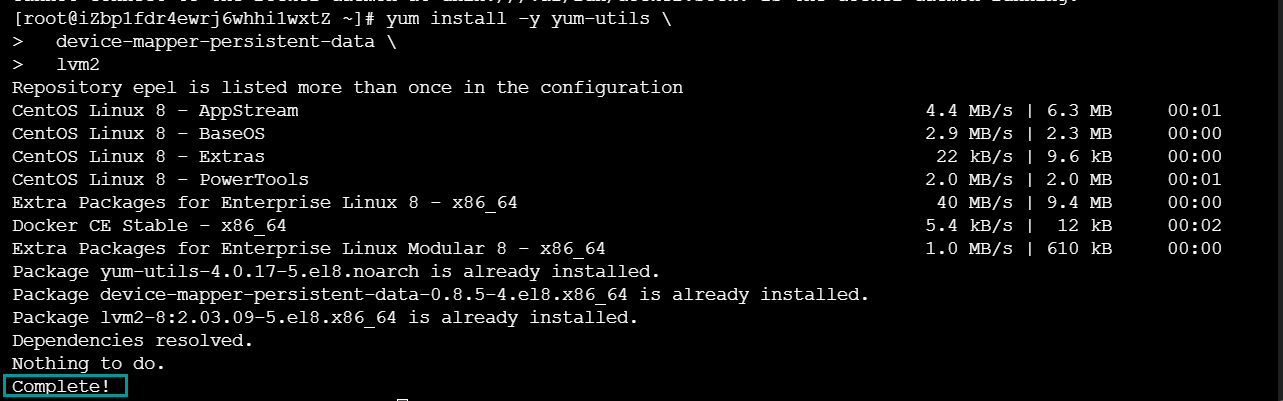 [root@iZbp1fdr4ewrj6whhi1wxtZ ~]# yum install -y yum-utils \
>   device-mapper-persistent-data \
>   lvm2
Repository epel is listed more than once in the configuration
CentOS Linux 8 - AppStream 4.4 MB/s | 6.3 MB 00:01
CentOS Linux 8 - BaseOS 2.9 MB/s | 2.3 MB 00:00
CentOS Linux 8 - Extras 22 kB/s | 9.6 kB 00:00
CentOS Linux 8 - PowerTools 2.0 MB/s | 2.0 MB 00:01
Extra Packages for Enterprise Linux 8 - x86_64 40 MB/s | 9.4 MB 00:00
Docker CE Stable - x86_64 5.4 kB/s | 12 kB 00:02
Extra Packages for Enterprise Linux Modular 8 - x86_64 1.0 MB/s | 610 kB 00:00
Package yum-utils-4.0.17-5.el8.noarch is already installed.
Package device-mapper-persistent-data-0.8.5-4.el8.x86_64 is already installed.
Package lvm2-8:2.03.09-5.el8.x86_64 is already installed.
Dependencies resolved.
Nothing to do.
Complete!